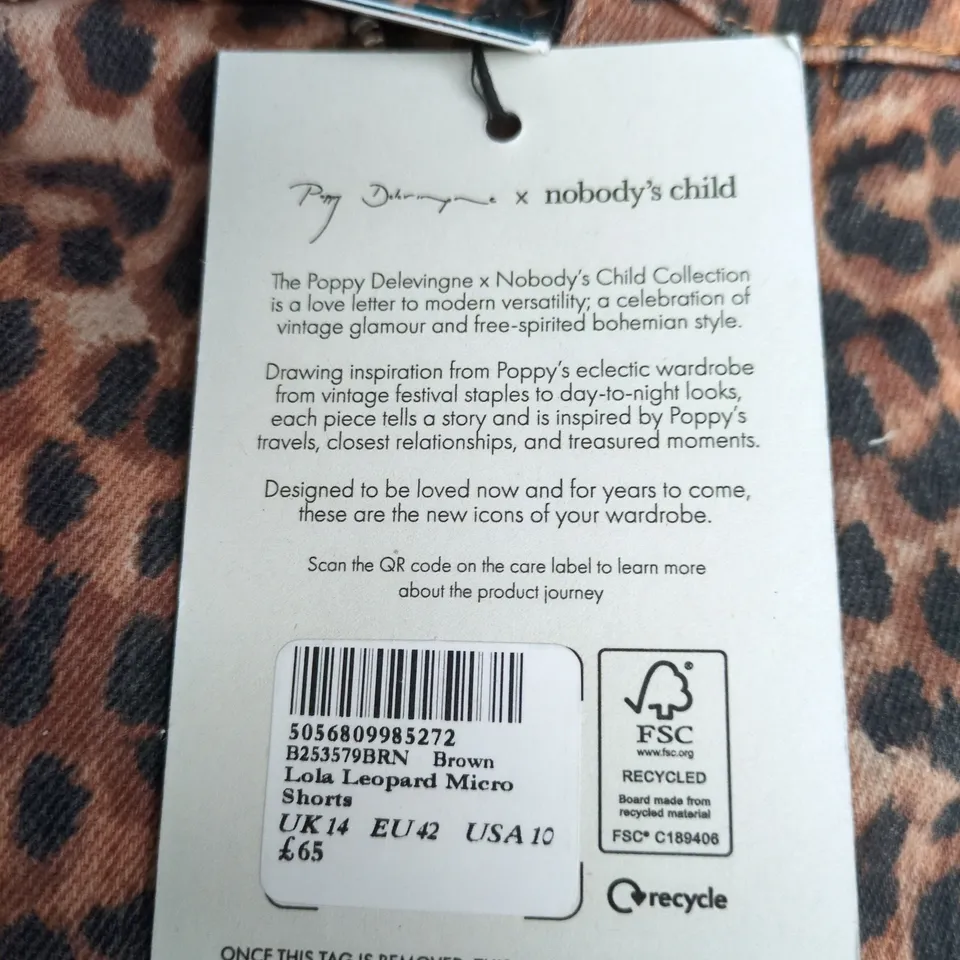 Poppy Delevingne x nobody's child
The Poppy Delevingne x Nobody's Child Collection
is a love letter to modern versatility; a celebration of
vintage glamour and free-spirited bohemian style.
Drawing inspiration from Poppy's eclectic wardrobe
from vintage festival staples to day-to-night looks,
each piece tells a story and is inspired by Poppy's
travels, closest relationships, and treasured moments.
Designed to be loved now and for years to come,
these are the new icons of your wardrobe.
Scan the QR code on the care label to learn more
about the product journey
5056809985272
B253579BRN Brown
Lola Leopard Micro
Shorts
UK 14 EU 42 USA 10
£65
FSC
www.fsc.org
RECYCLED
Board made from
recycled material
FSC® C189406
recycle
ONCE THIS TAG IS REMOVED, THIS